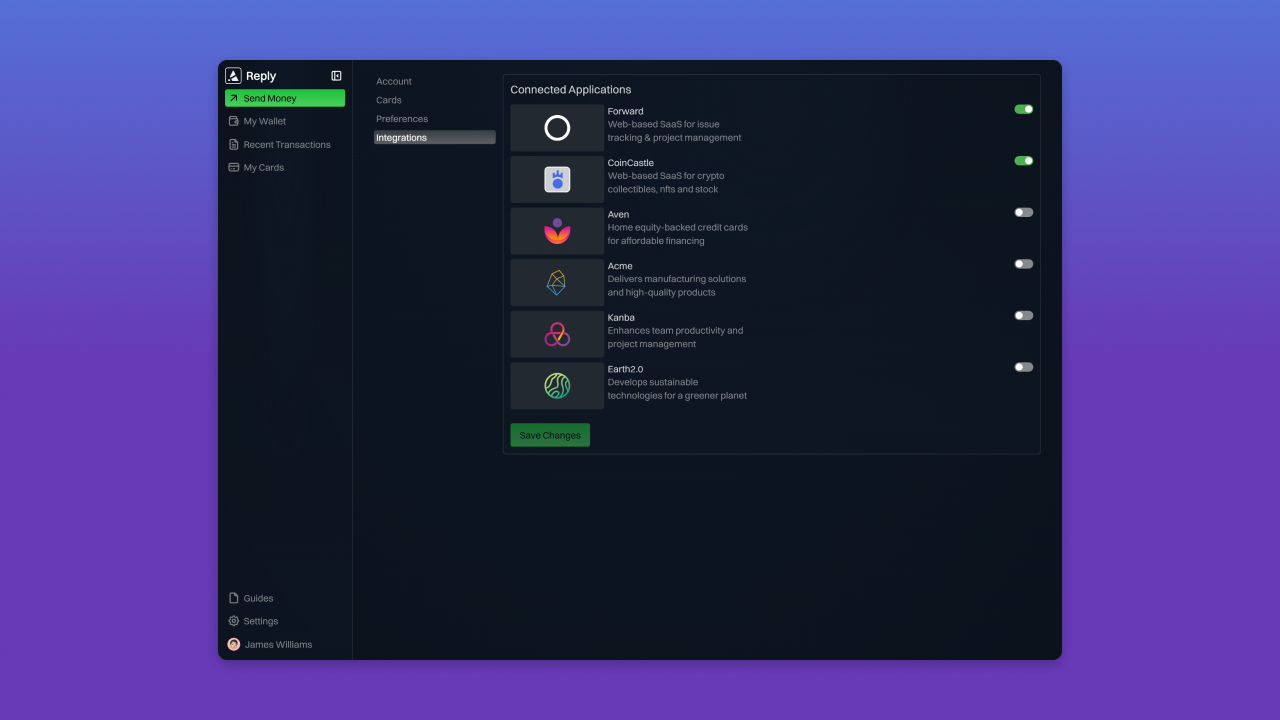 Reply
Send Money
My Wallet
Recent Transactions
My Cards
Guides
Settings
James Williams
Account
Cards
Preferences
Integrations
Connected Applications
Forward
Web-based SaaS for issue
tracking & project management
CoinCastle
Web-based SaaS for crypto
collectibles, nfts and stock
Aven
Home equity-backed credit cards
for affordable financing
Acme
Delivers manufacturing solutions
and high-quality products
Kanba
Enhances team productivity and
project management
Earth2.0
Develops sustainable
technologies for a greener planet
Save Changes